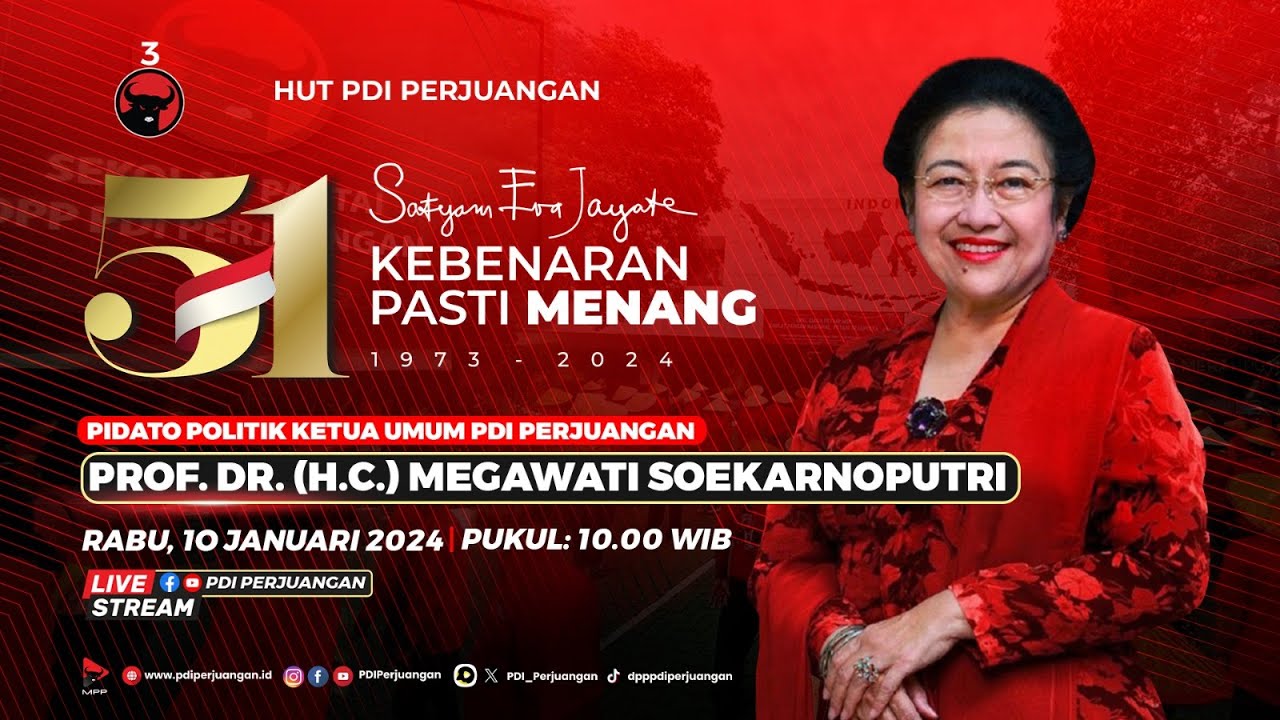 3
HUT PDI PERJUANGAN
51
Satyam Eva Jayate
KEBENARAN
PASTI MENANG
1973 - 2024
INDON
PIDATO POLITIK KETUA UMUM PDI PERJUANGAN
PROF. DR. (H.C.) MEGAWATI SOEKARNOPUTRI
RABU, 10 JANUARI 2024 | PUKUL: 10.00 WIB
LIVE PDI PERJUANGAN
STREAM
MPP www.pdiperjuangan.id PDIPerjuangan PDI_Perjuangan dpppdiperjuangan